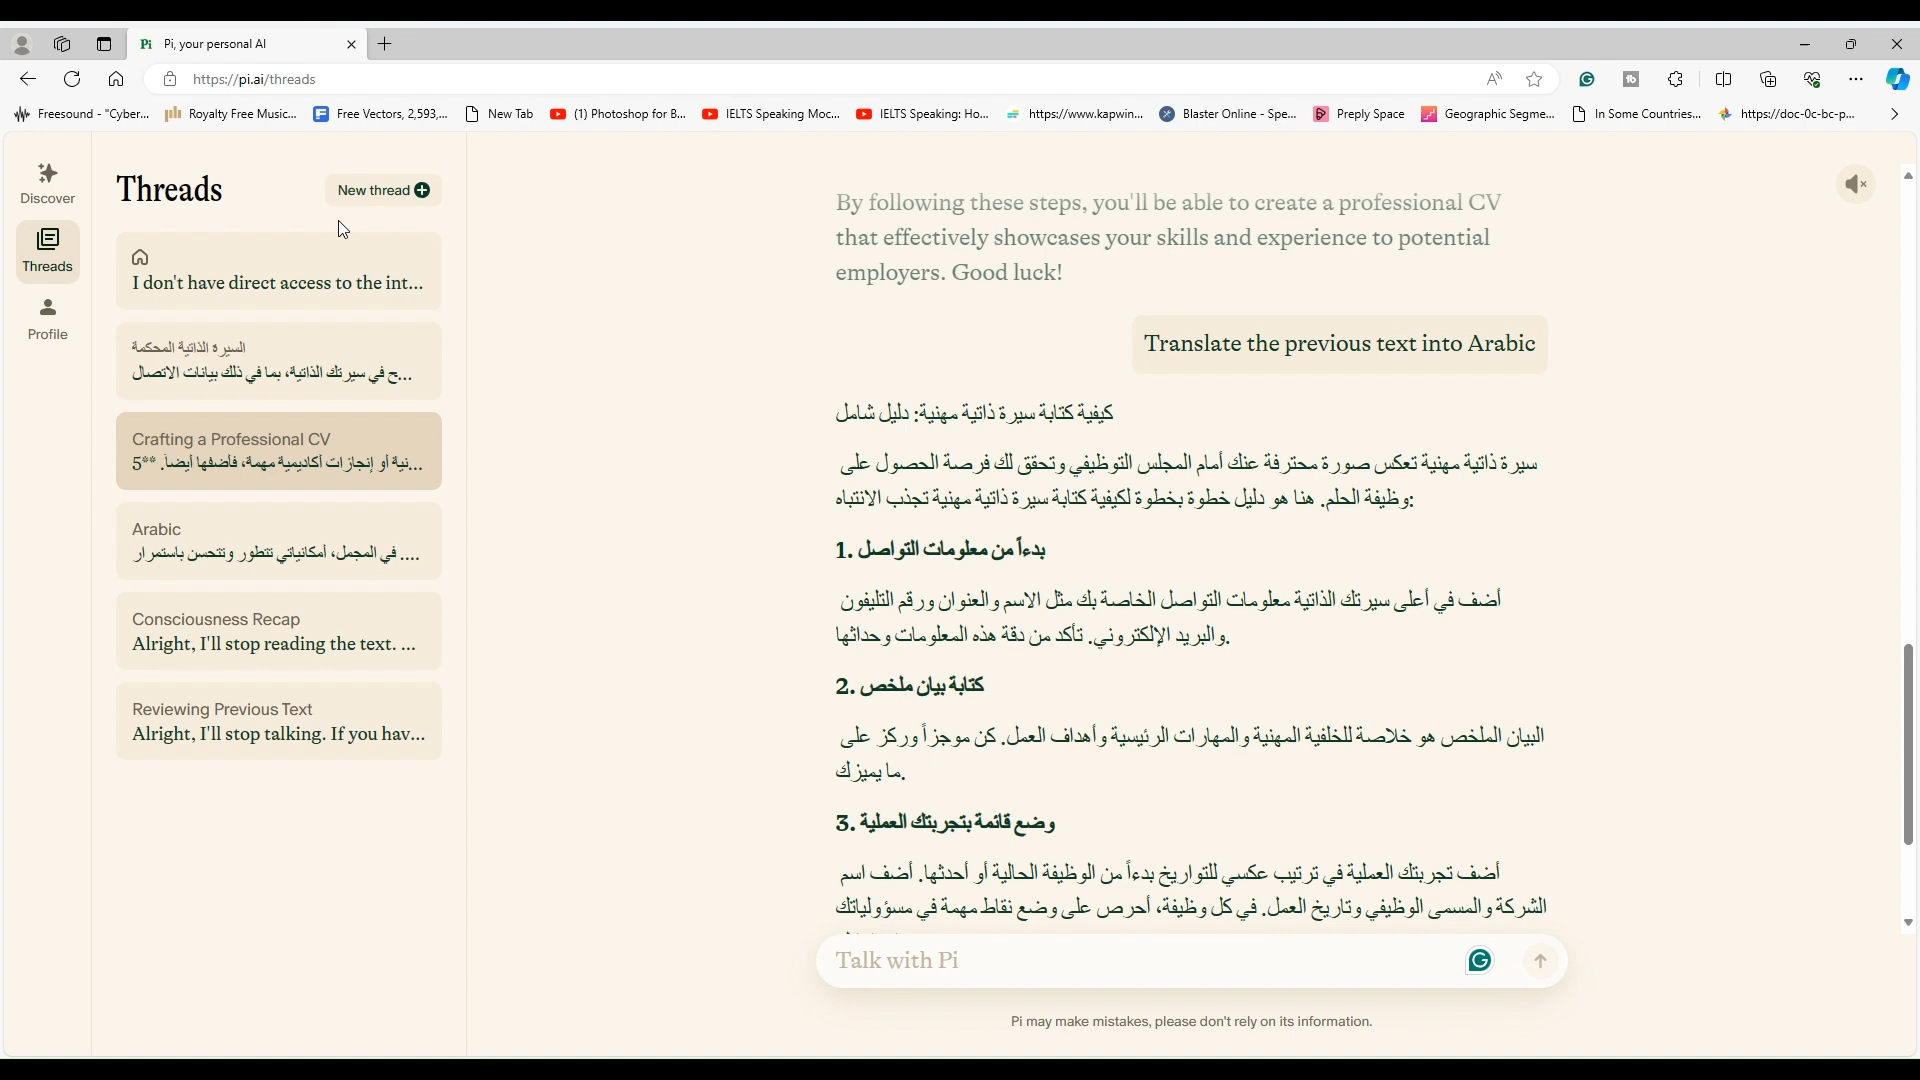 Pi, your personal AI
https://pi.ai/threads
Freesound - "Cyber...
Royalty Free Music...
Free Vectors, 2,593,...
New Tab
(1) Photoshop for B...
IELTS Speaking Moc...
IELTS Speaking: Ho...
https://www.kapwin...
Blaster Online - Spe...
Preply Space
Geographic Segme...
In Some Countries...
https://doc-0c-bc-p...
Discover
Threads
Profile
Threads
New thread
I don't have direct access to the int...
السيرة الذاتية المحكمة
ح في سيرتك الذاتية، بما في ذلك بيانات الاتصال...
Crafting a Professional CV
5** .نية أو إنجازات أكاديمية مهمة، فأضفها أيضاً...
Arabic
.... في المجمل، أمكانياتي تتطور وتتحسن باستمرار
Consciousness Recap
Alright, I'll stop reading the text. ...
Reviewing Previous Text
Alright, I'll stop talking. If you hav...
By following these steps, you'll be able to create a professional CV
that effectively showcases your skills and experience to potential
employers. Good luck!
Translate the previous text into Arabic
كيفية كتابة سيرة ذاتية مهنية: دليل شامل
سيرة ذاتية مهنية تعكس صورة محترفة عنك أمام المجلس التوظيفي وتحقق لك فرصة الحصول على
وظيفة الحلم. هنا هو دليل خطوة بخطوة لكيفية كتابة سيرة ذاتية مهنية تجذب الانتباه:
1. بدءاً من معلومات التواصل
أضف في أعلى سيرتك الذاتية معلومات التواصل الخاصة بك مثل الاسم والعنوان ورقم التليفون
والبريد الإلكتروني. تأكد من دقة هذه المعلومات وحداثتها.
2. كتابة بيان ملخص
البيان الملخص هو خلاصة للخلفية المهنية والمهارات الرئيسية وأهداف العمل. كن موجزاً وركز على
ما يميزك.
3. وضع قائمة بتجربتك العملية
أضف تجربتك العملية في ترتيب عكسي للتواريخ بدءاً من الوظيفة الحالية أو أحدثها. أضف اسم
الشركة والمسمى الوظيفي وتاريخ العمل. في كل وظيفة، أحرص على وضع نقاط مهمة في مسؤولياتك
Talk with Pi
Pi may make mistakes, please don't rely on its information.